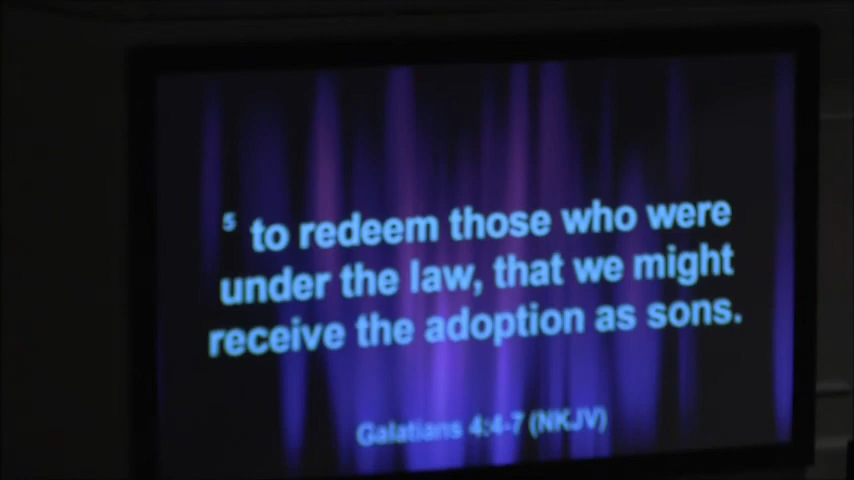 5 to redeem those who were
under the law, that we might
receive the adoption as sons.
Galatians 4:4-7 (NKJV)